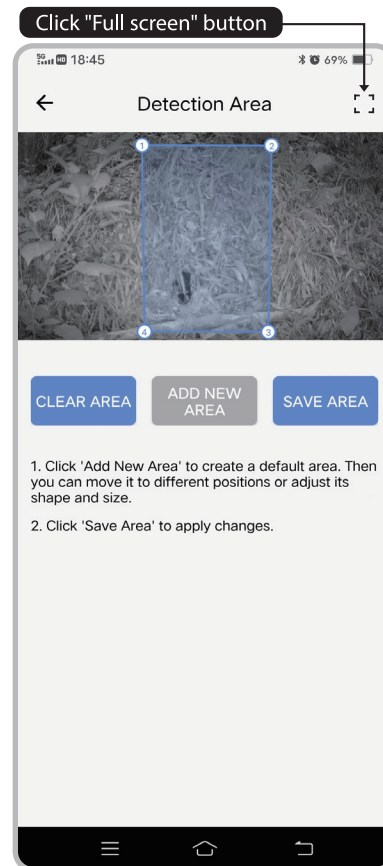 Click "Full screen" button
5G HD 18:45 69%
Detection Area
1 2
4 3
CLEAR AREA
ADD NEW
AREA
SAVE AREA
1. Click 'Add New Area' to create a default area. Then
you can move it to different positions or adjust its
shape and size.
2. Click 'Save Area' to apply changes.